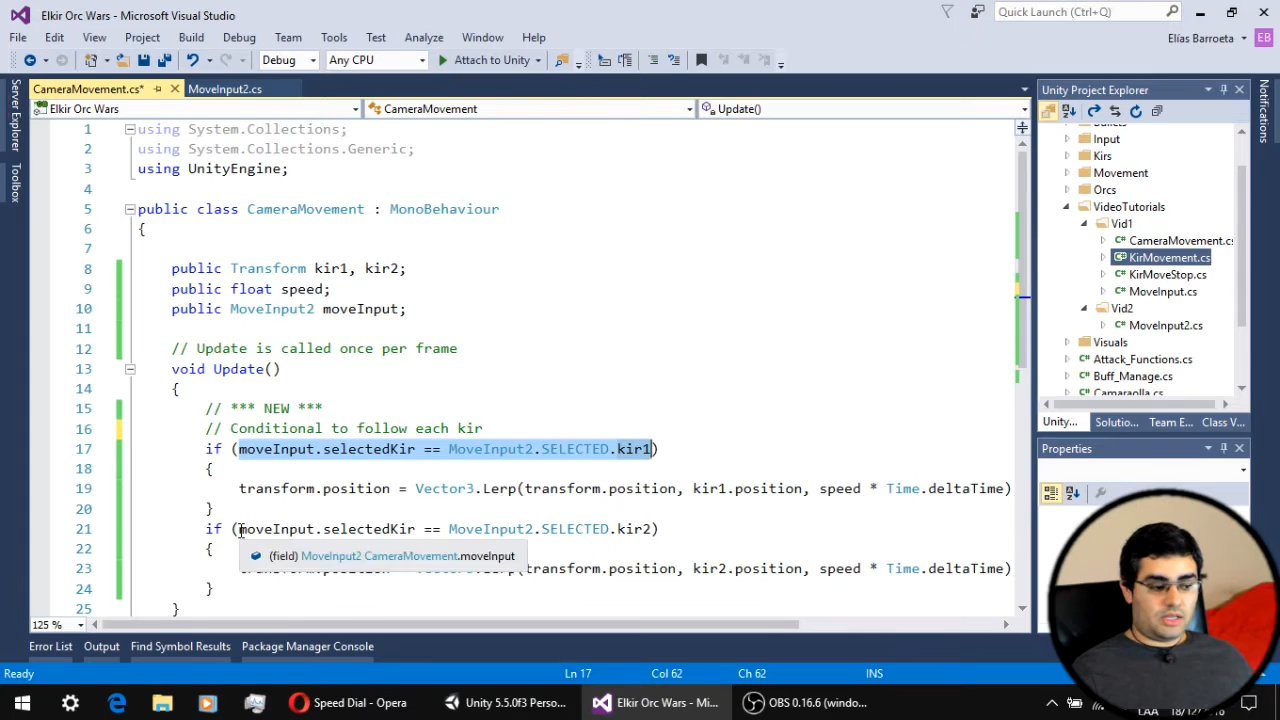 Elkir Orc Wars - Microsoft Visual Studio
Quick Launch (Ctrl+Q)
File Edit View Project Build Debug Team Tools Test Analyze Window Help
Elías Barroeta EB
Debug Any CPU Attach to Unity
CameraMovement.cs* MoveInput2.cs
Unity Project Explorer
Elkir Orc Wars CameraMovement Update()
Server Explorer
Toolbox
Notifications
1 using System.Collections;
2 using System.Collections.Generic;
3 using UnityEngine;
4
5 public class CameraMovement : MonoBehaviour
6 {
7
8 public Transform kir1, kir2;
9 public float speed;
10 public MoveInput2 moveInput;
11
12 // Update is called once per frame
13 void Update()
14 {
15 // *** NEW ***
16 // Conditional to follow each kir
17 if (moveInput.selectedKir == MoveInput2.SELECTED.kir1)
18 {
19 transform.position = Vector3.Lerp(transform.position, kir1.position, speed * Time.deltaTime)
20 }
21 if (moveInput.selectedKir == MoveInput2.SELECTED.kir2)
22 {
(field) MoveInput2 CameraMovement.moveInput
23 transform.position, kir2.position, speed * Time.deltaTime)
24 }
25 }
Input
Kirs
Movement
Orcs
VideoTutorials
Vid1
CameraMovement.cs
KirMovement.cs
KirMoveStop.cs
MoveInput.cs
Vid2
MoveInput2.cs
Visuals
Attack_Functions.cs
Buff_Manage.cs
Camaraolla.cs
Unity... Solutio... Team E... Class V...
Properties
125 %
Error List Output Find Symbol Results Package Manager Console
Ready Ln 17 Col 62 Ch 62 INS
Speed Dial - Opera Unity 5.5.0f3 Perso... Elkir Orc Wars - Mi... OBS 0.16.6 (windo...
LAA